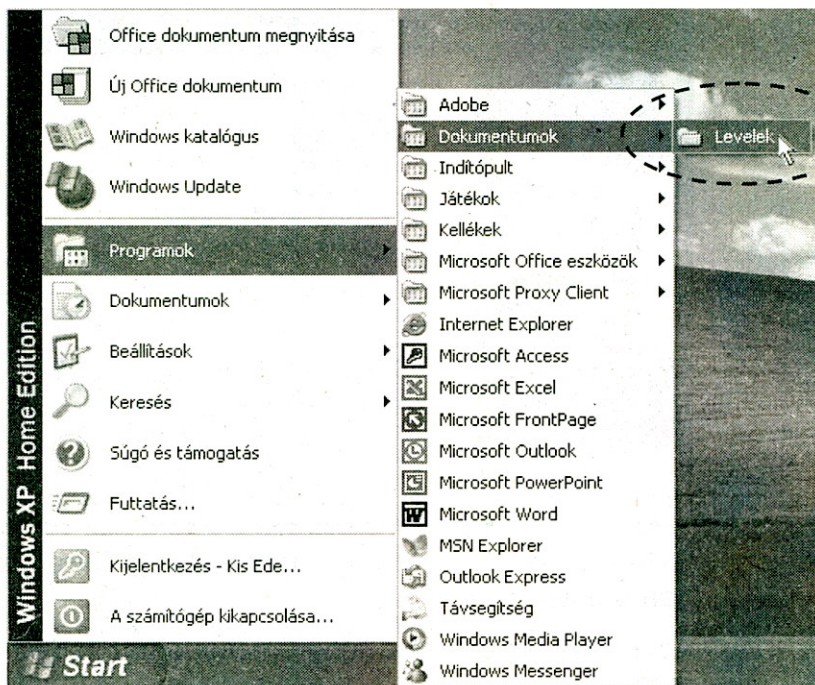 Office dokumentum megnyitása
Új Office dokumentum
Windows katalógus
Windows Update
Programok
Dokumentumok
Beállítások
Keresés
Súgó és támogatás
Futtatás...
Kijelentkezés - Kis Ede...
A számítógép kikapcsolása...
Windows XP Home Edition
Start
Adobe
Dokumentumok
Indítópult
Játékok
Kellékek
Microsoft Office eszközök
Microsoft Proxy Client
Internet Explorer
Microsoft Access
Microsoft Excel
Microsoft FrontPage
Microsoft Outlook
Microsoft PowerPoint
Microsoft Word
MSN Explorer
Outlook Express
Távsegítség
Windows Media Player
Windows Messenger
Levelek